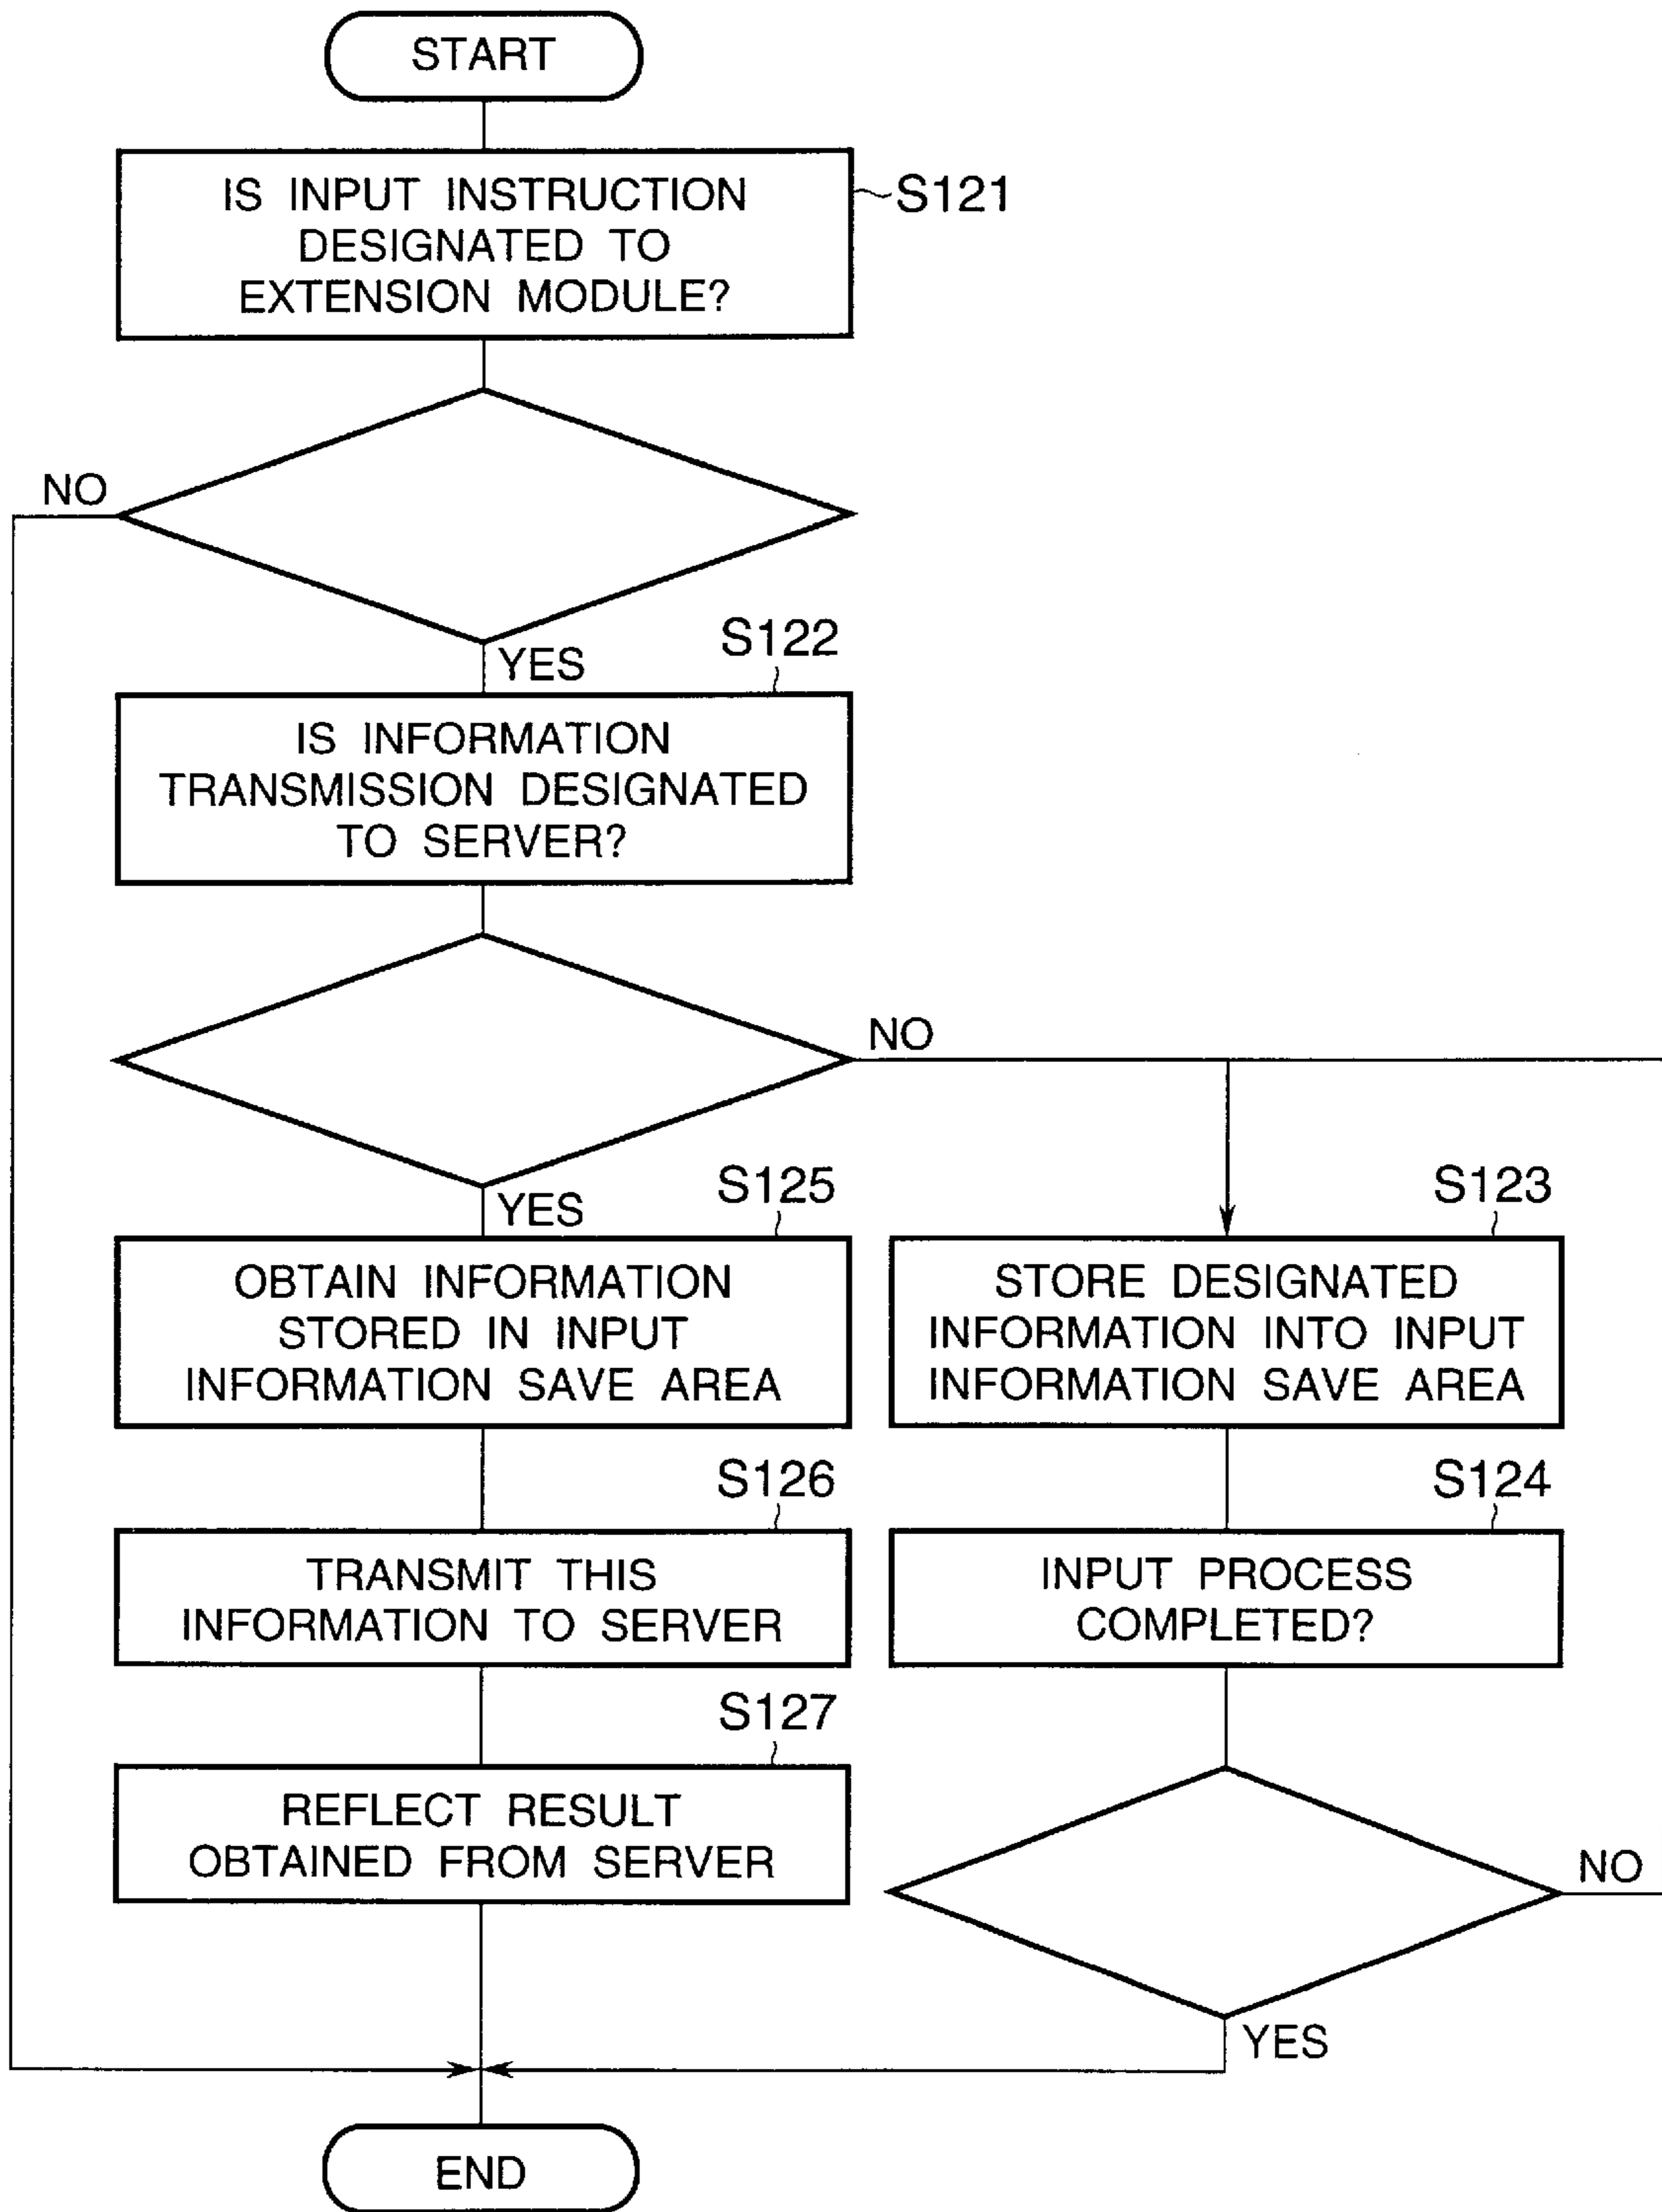 START
IS INPUT INSTRUCTION
DESIGNATED TO
EXTENSION MODULE?
S121
NO
YES
S122
IS INFORMATION
TRANSMISSION DESIGNATED
TO SERVER?
NO
YES
S125
OBTAIN INFORMATION
STORED IN INPUT
INFORMATION SAVE AREA
S123
STORE DESIGNATED
INFORMATION INTO INPUT
INFORMATION SAVE AREA
S126
TRANSMIT THIS
INFORMATION TO SERVER
S124
INPUT PROCESS
COMPLETED?
S127
REFLECT RESULT
OBTAINED FROM SERVER
NO
YES
END